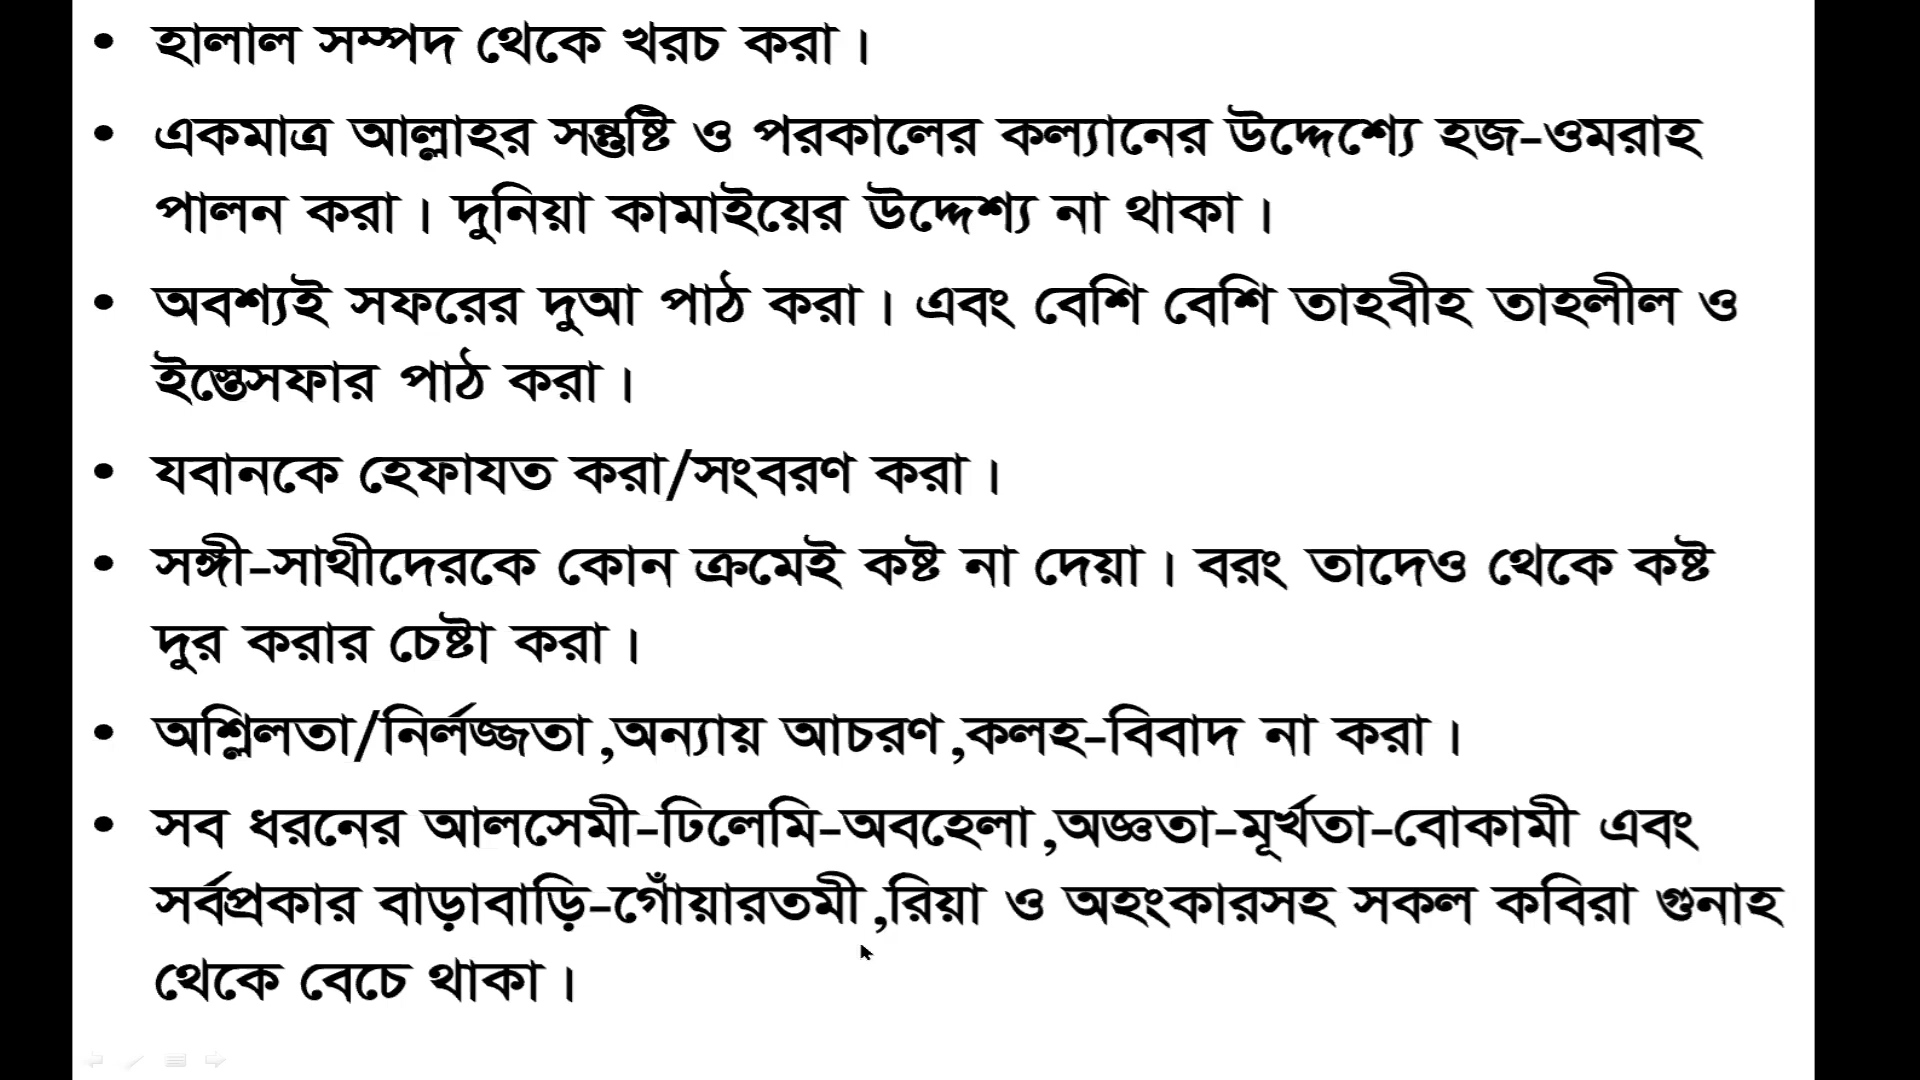 • হালাল সম্পদ থেকে খরচ করা।
• একমাত্র আল্লাহর সন্তুষ্টি ও পরকালের কল্যানের উদ্দেশ্যে হজ-ওমরাহ
পালন করা। দুনিয়া কামাইয়ের উদ্দেশ্য না থাকা।
• অবশ্যই সফরের দুআ পাঠ করা। এবং বেশি বেশি তাহবীহ তাহলীল ও
ইস্তেসফার পাঠ করা।
• যবানকে হেফাযত করা/সংবরণ করা।
• সঙ্গী-সাথীদেরকে কোন ক্রমেই কষ্ট না দেয়া। বরং তাদেও থেকে কষ্ট
দুর করার চেষ্টা করা।
• অশ্লিলতা/নির্লজ্জতা,অন্যায় আচরণ,কলহ-বিবাদ না করা।
• সব ধরনের আলসেমী-ঢিলেমি-অবহেলা,অজ্ঞতা-মূর্খতা-বোকামী এবং
সর্বপ্রকার বাড়াবাড়ি-গোঁয়ারতমী,রিয়া ও অহংকারসহ সকল কবিরা গুনাহ
থেকে বেচে থাকা।